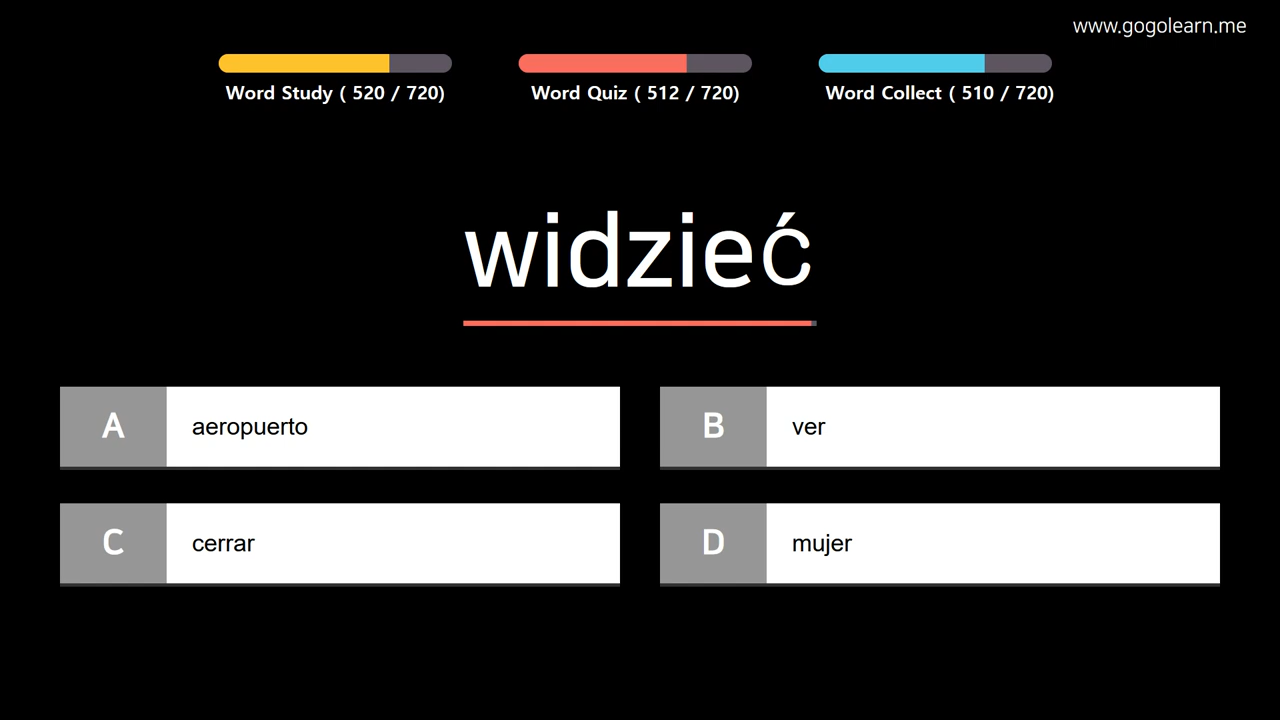 www.gogolearn.me
Word Study ( 520 / 720)
Word Quiz ( 512 / 720)
Word Collect ( 510 / 720)
widzieć
A aeropuerto
B ver
C cerrar
D mujer